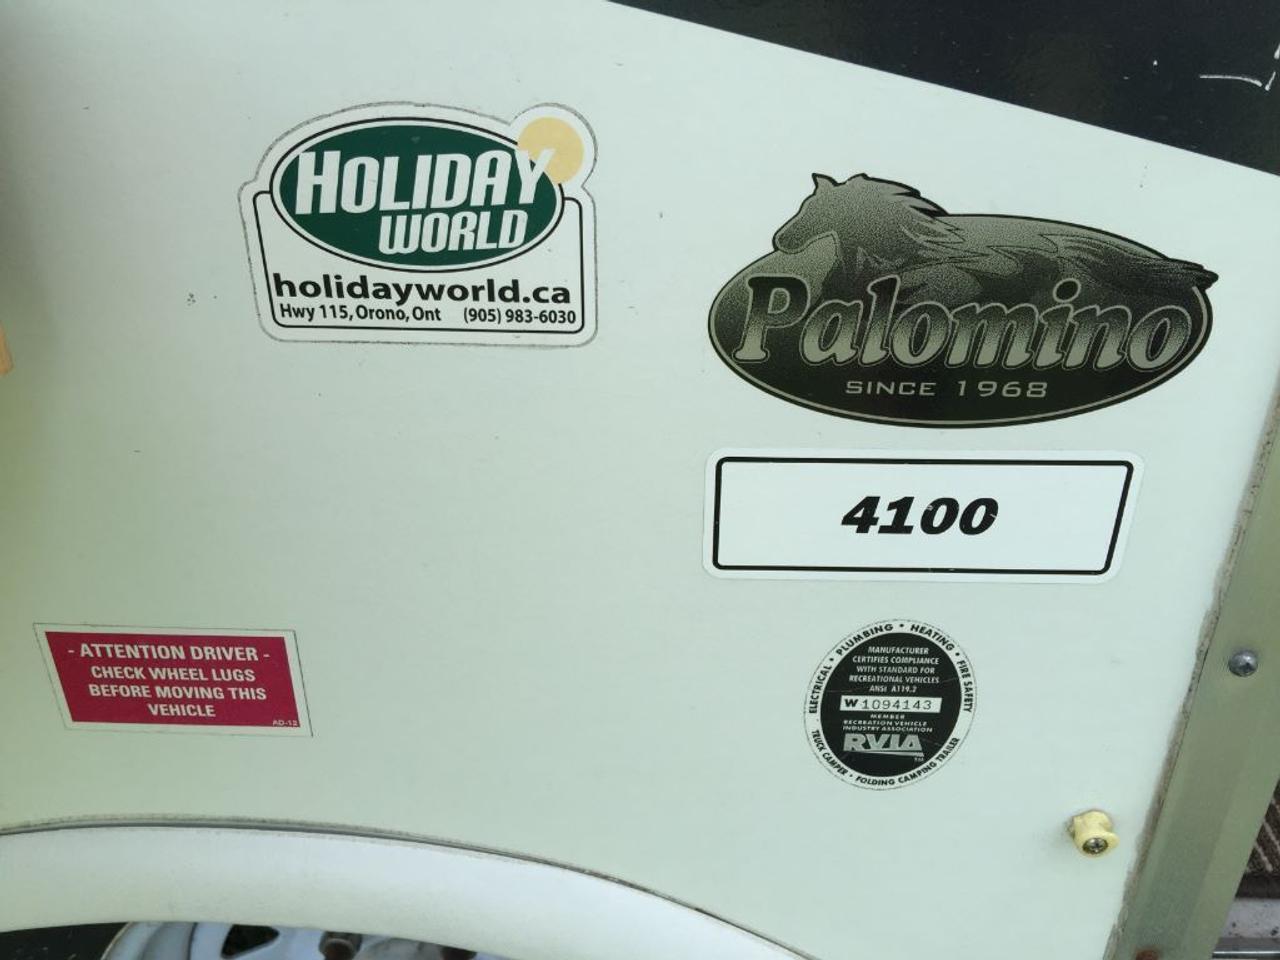 HOLIDAY
WORLD
holidayworld.ca
Hwy 115, Orono, Ont (905) 983-6030
Palomino
SINCE 1968
4100
- ATTENTION DRIVER -
CHECK WHEEL LUGS
BEFORE MOVING THIS
VEHICLE
AD-12
ELECTRICAL • PLUMBING • HEATING • FIRE SAFETY
MANUFACTURER
CERTIFIES COMPLIANCE
WITH STANDARD FOR
RECREATIONAL VEHICLES
ANSI A119.2
W 1094143
MEMBER
RECREATION VEHICLE
INDUSTRY ASSOCIATION
RVIA
TM
TRUCK CAMPER • FOLDING CAMPING TRAILER